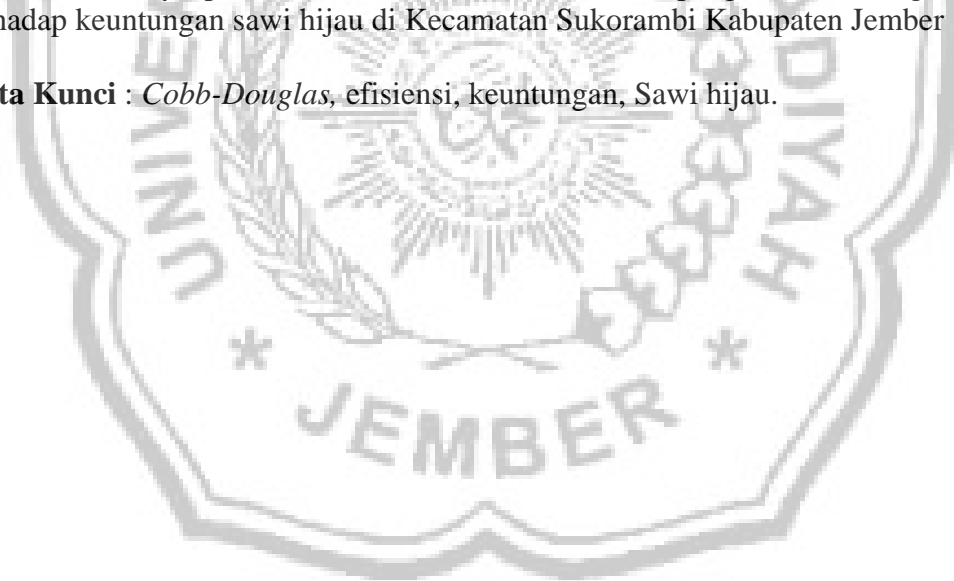 hadap keuntungan sawi hijau di Kecamatan Sukorambi Kabupaten Jember
ta Kunci : Cobb-Douglas, efisiensi, keuntungan, Sawi hijau.
JEMBER